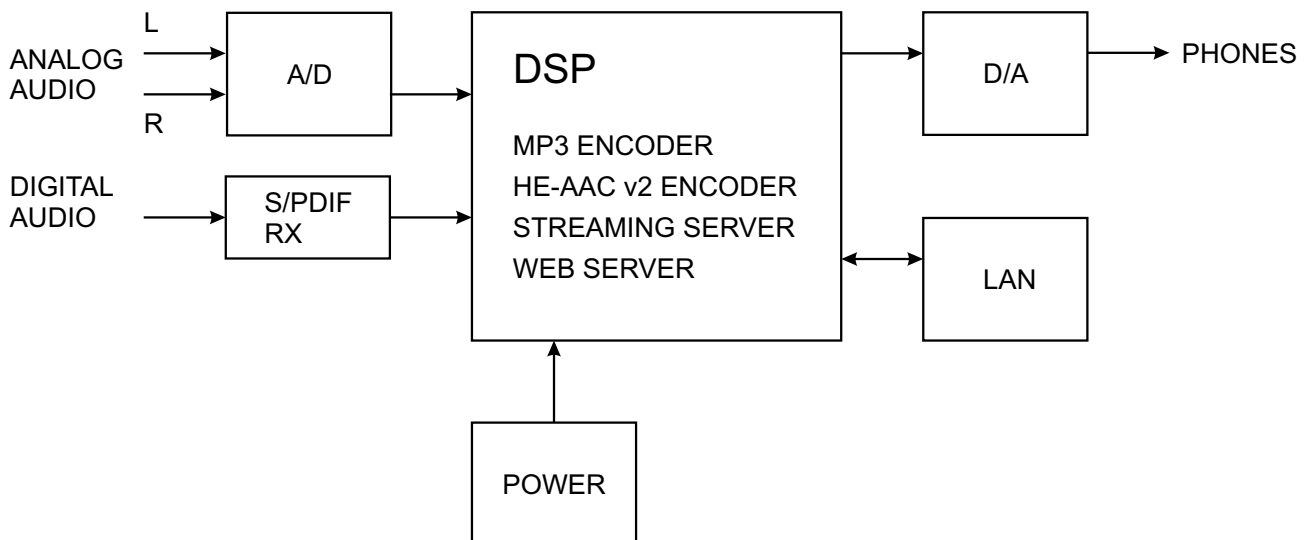 L
ANALOG
AUDIO
R
A/D
DIGITAL
AUDIO
S/PDIF
RX
DSP
MP3 ENCODER
HE-AAC v2 ENCODER
STREAMING SERVER
WEB SERVER
D/A
PHONES
LAN
POWER